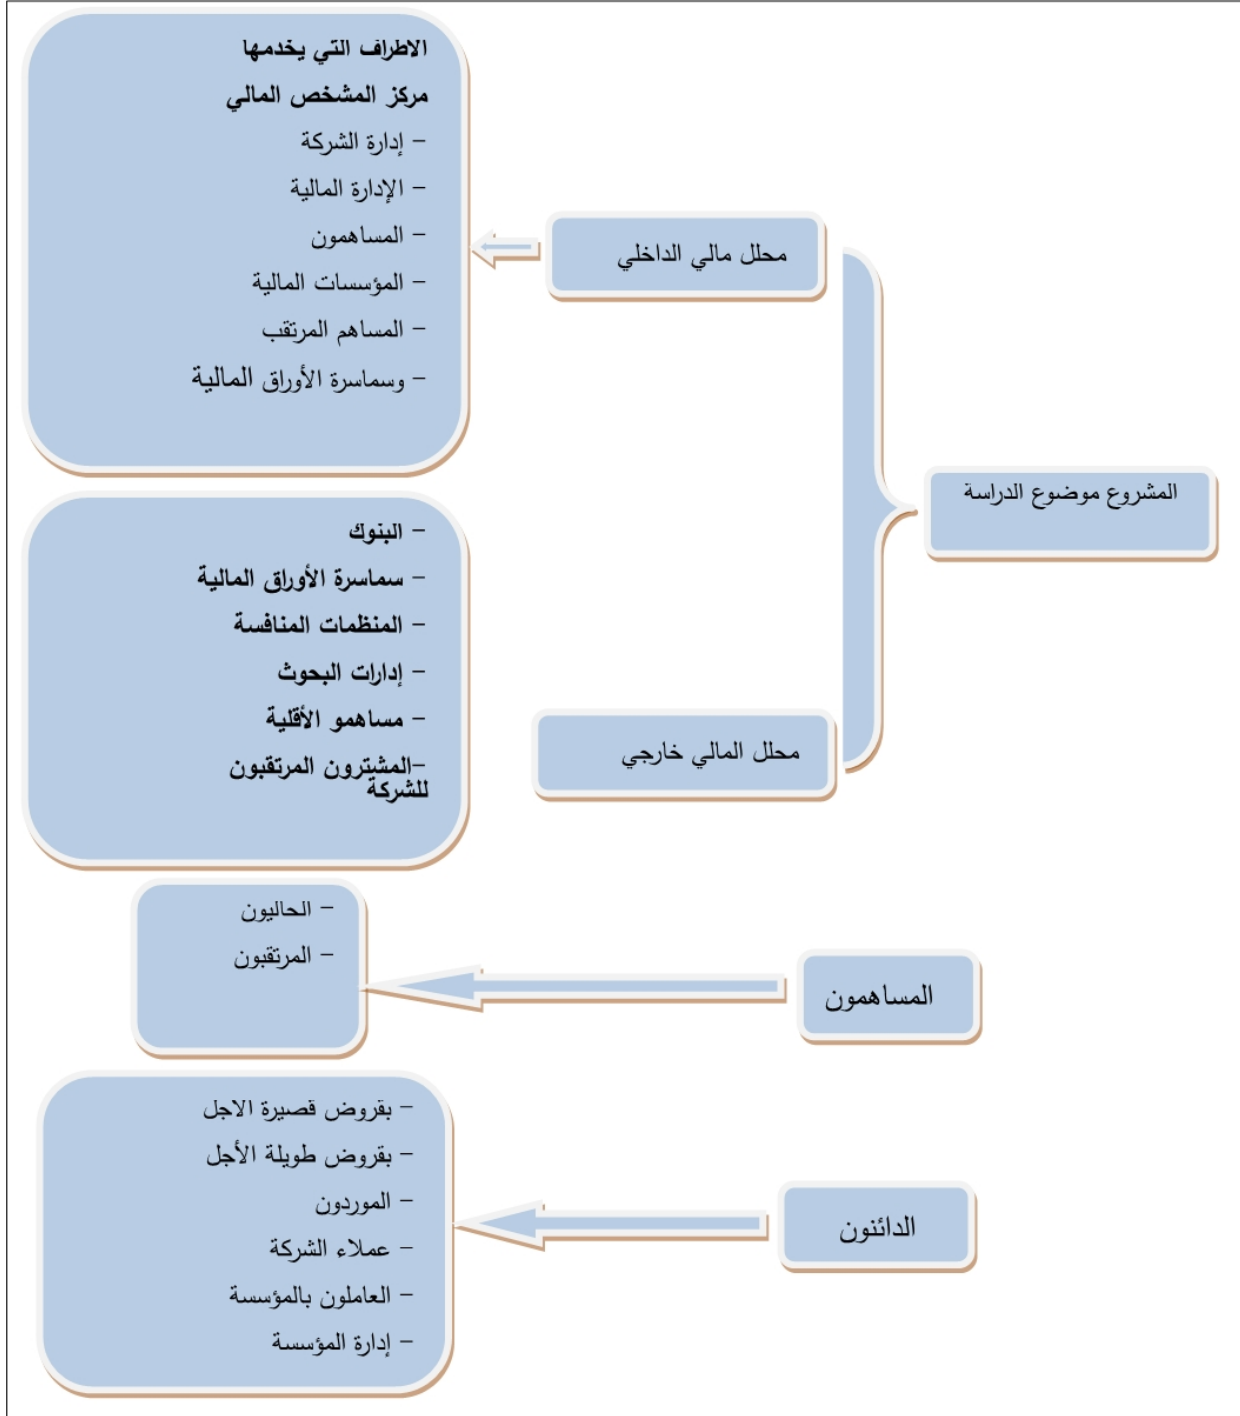 المشروع موضوع الدراسة
محلل مالي الداخلي
الاطراف التي يخدمها
مركز المشخص المالي
– إدارة الشركة
– الإدارة المالية
– المساهمون
– المؤسسات المالية
– المساهم المرتقب
– وسماسرة الأوراق المالية
محلل المالي خارجي
– البنوك
– سماسرة الأوراق المالية
– المنظمات المنافسة
– إدارات البحوث
– مساهمو الأقلية
–المشترون المرتقبون
للشركة
المساهمون
– الحاليون
– المرتقبون
الدائنون
– بقروض قصيرة الاجل
– بقروض طويلة الأجل
– الموردون
– عملاء الشركة
– العاملون بالمؤسسة
– إدارة المؤسسة